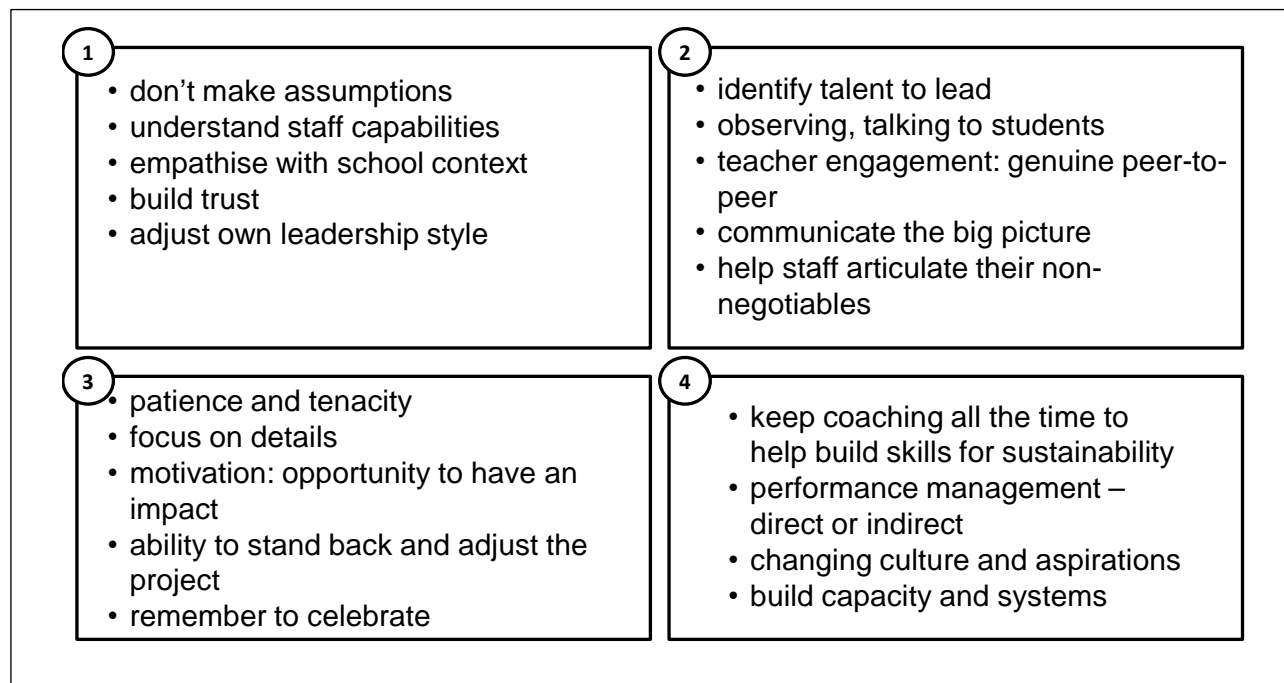 1
• don’t make assumptions
• understand staff capabilities
• empathise with school context
• build trust
• adjust own leadership style
2
• identify talent to lead
• observing, talking to students
• teacher engagement: genuine peer-to-
peer
• communicate the big picture
• help staff articulate their non-
negotiables
3
• patience and tenacity
• focus on details
• motivation: opportunity to have an
impact
• ability to stand back and adjust the
project
• remember to celebrate
4
• keep coaching all the time to
help build skills for sustainability
• performance management –
direct or indirect
• changing culture and aspirations
• build capacity and systems